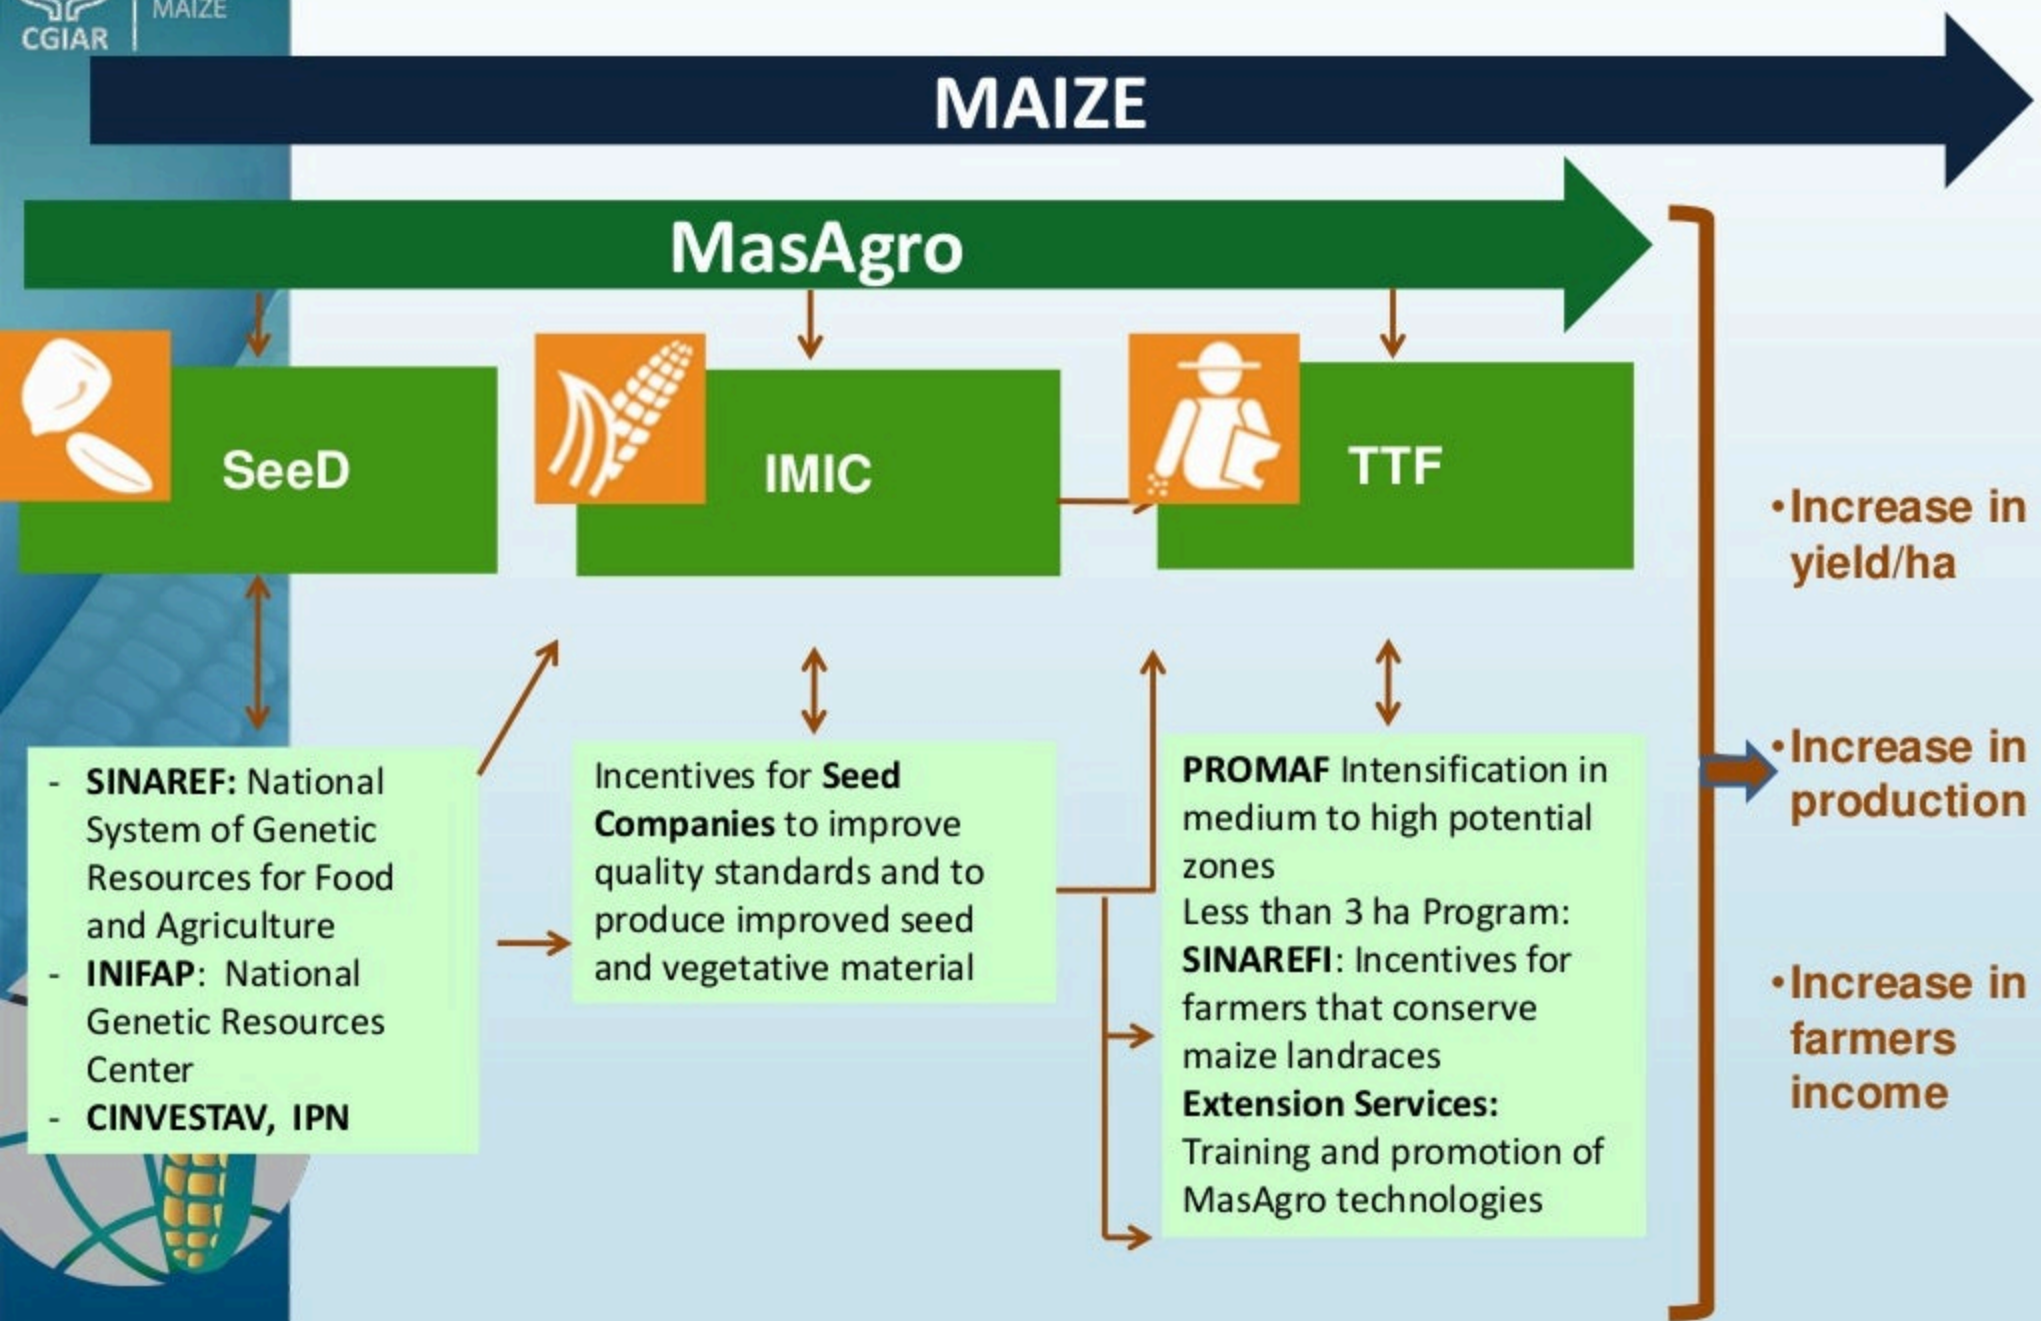 MAIZE
CGIAR
MAIZE
MasAgro
SeeD
IMIC
TTF
- SINAREF: National
System of Genetic
Resources for Food
and Agriculture
- INIFAP: National
Genetic Resources
Center
- CINVESTAV, IPN
Incentives for Seed
Companies to improve
quality standards and to
produce improved seed
and vegetative material
PROMAF Intensification in
medium to high potential
zones
Less than 3 ha Program:
SINAREFI: Incentives for
farmers that conserve
maize landraces
Extension Services:
Training and promotion of
MasAgro technologies
•Increase in
yield/ha
•Increase in
production
•Increase in
farmers
income